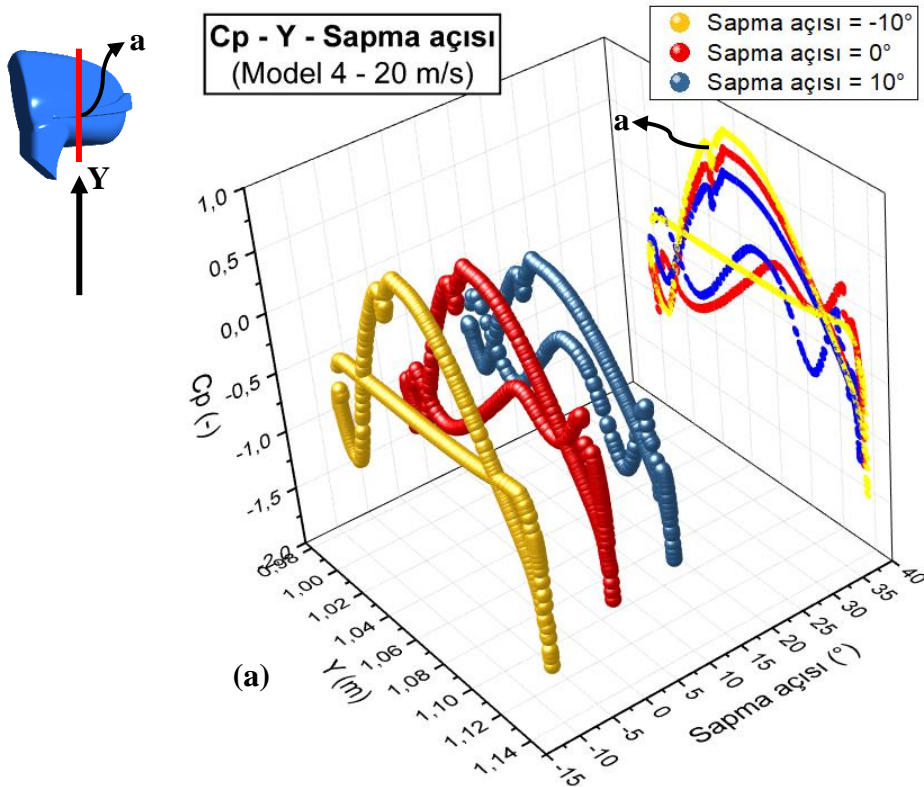 a
Y
Cp - Y - Sapma açısı
(Model 4 - 20 m/s)
Sapma açısı = -10°
Sapma açısı = 0°
Sapma açısı = 10°
a
1,0
0,5
0,0
-0,5
-1,0
-1,5
-2,0
Cp (-)
0,98
1,00
1,02
1,04
1,06
1,08
1,10
1,12
1,14
Y (m)
-15
-10
-5
0
5
10
15
20
25
30
35
40
Sapma açısı (°)
(a)